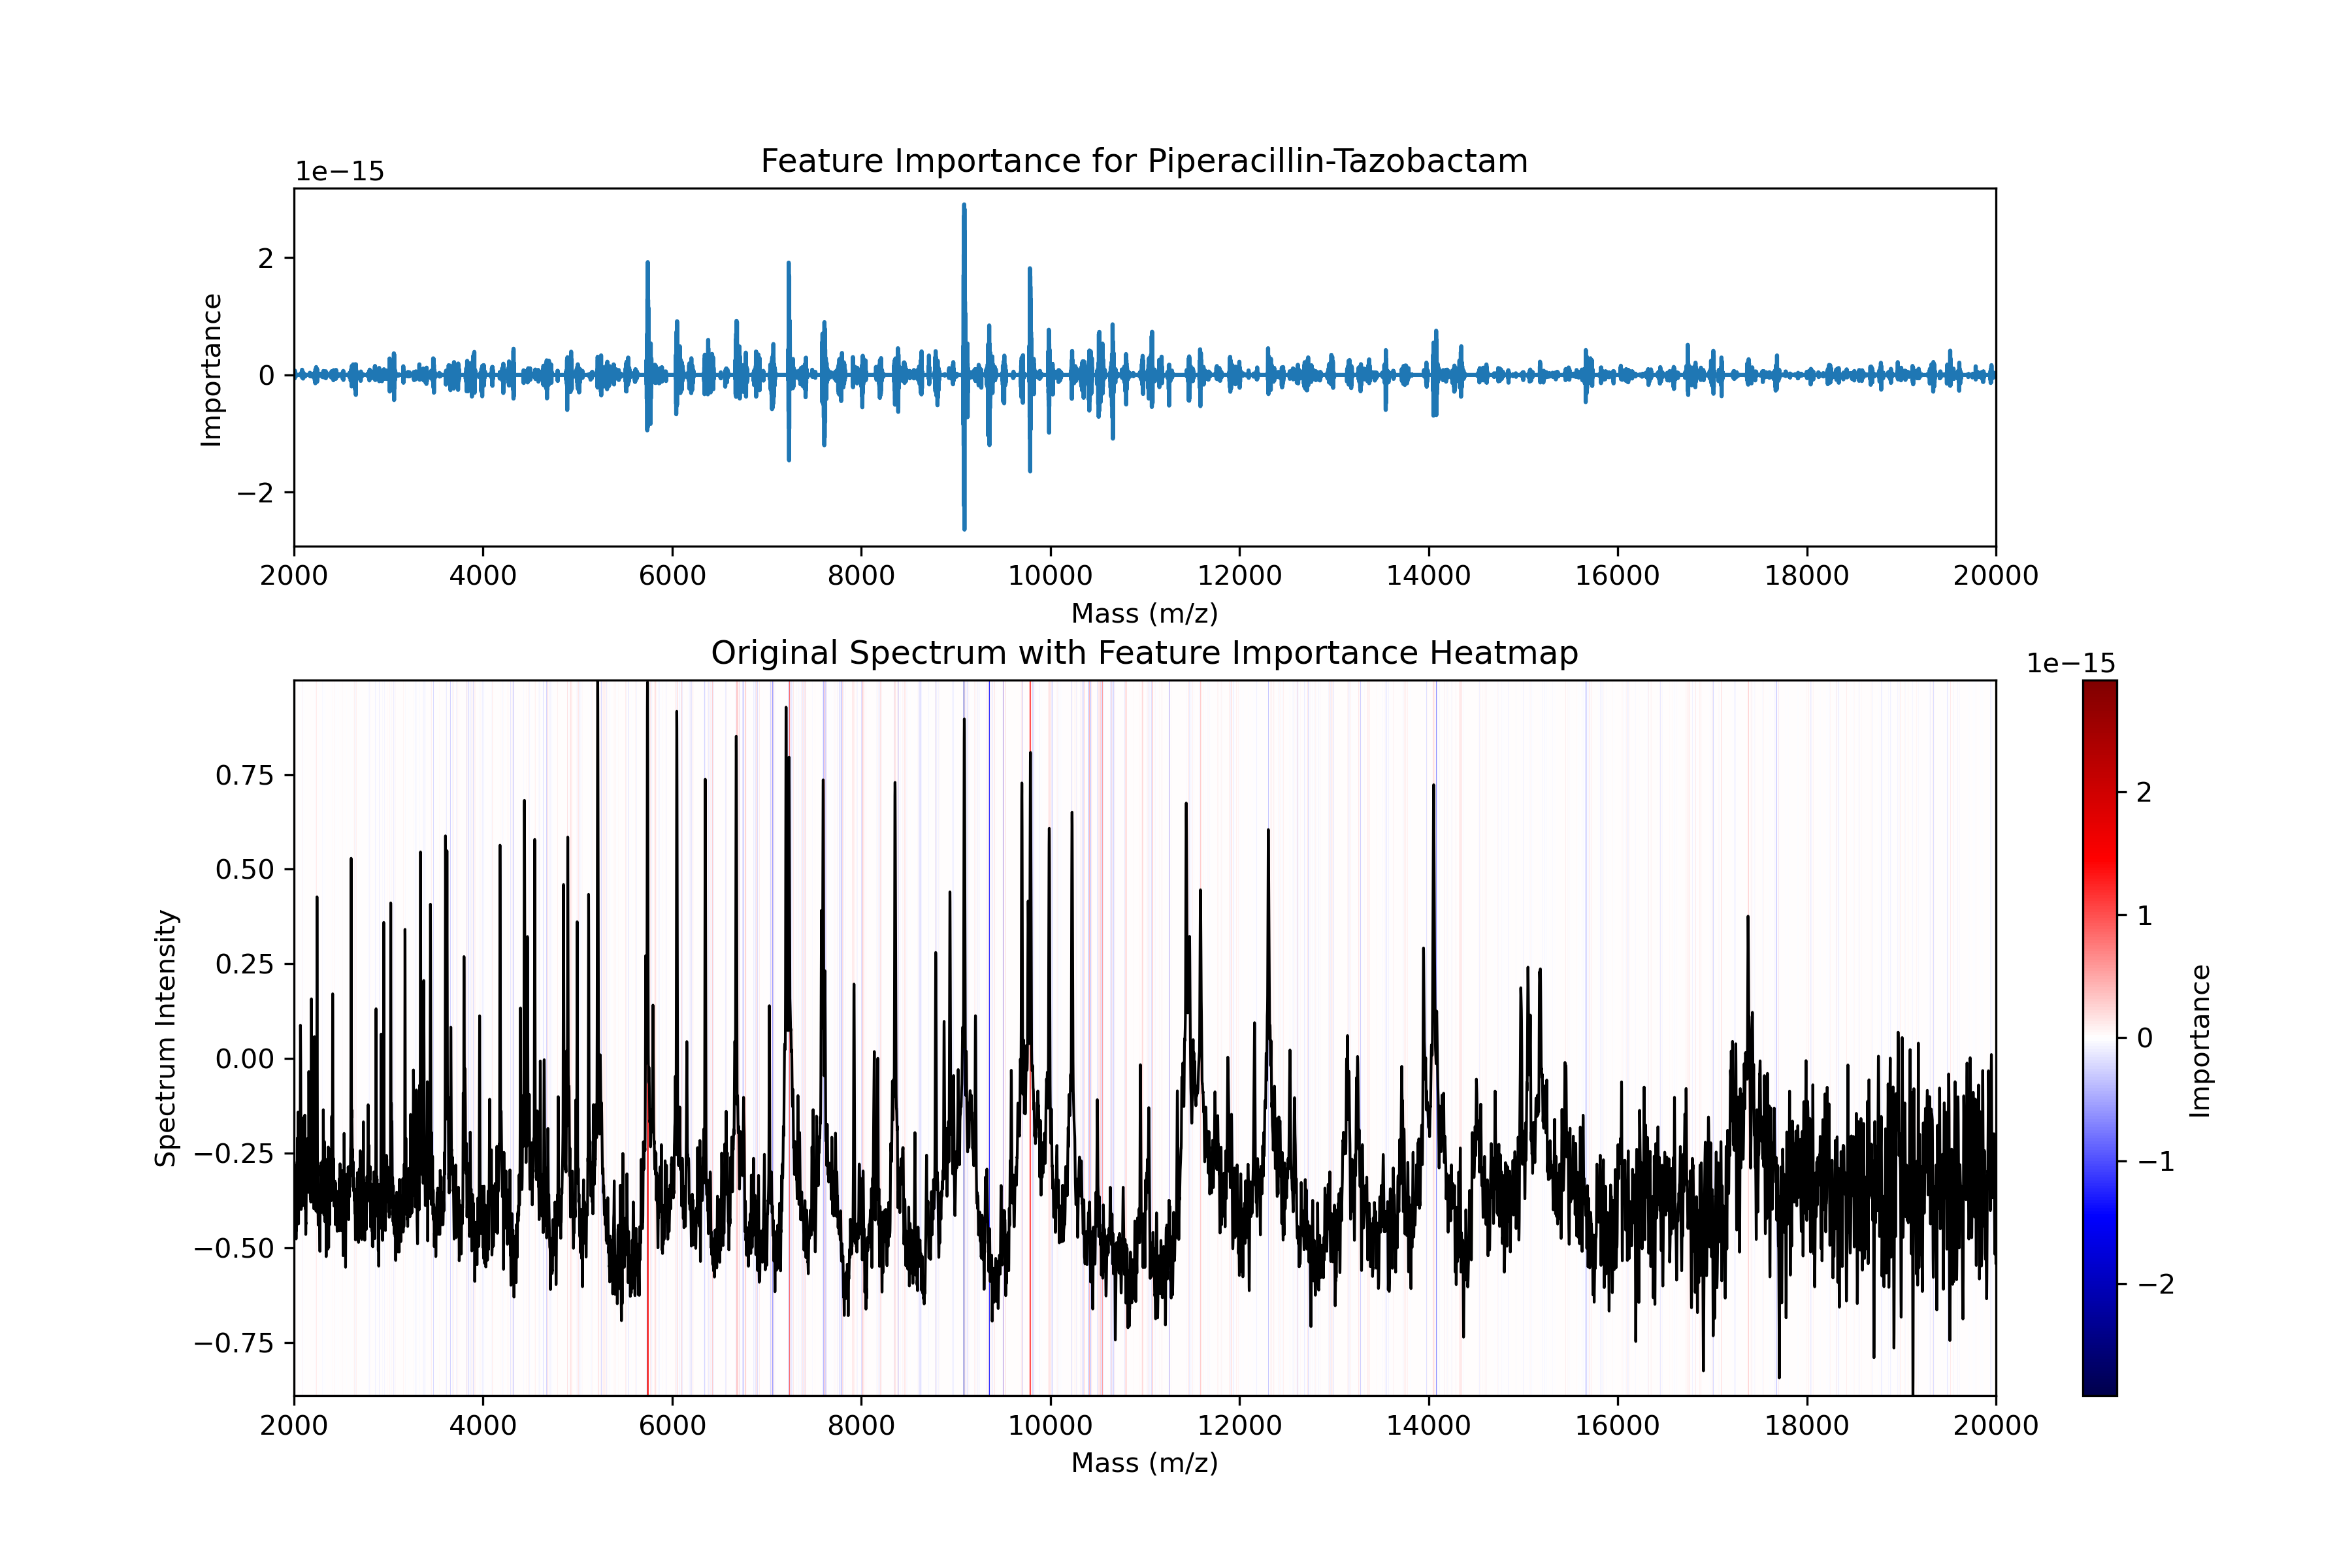 Feature Importance for Piperacillin-Tazobactam
1e−15
2
0
−2
Importance
2000 4000 6000 8000 10000 12000 14000 16000 18000 20000
Mass (m/z)
Original Spectrum with Feature Importance Heatmap
1e−15
0.75
0.50
0.25
0.00
−0.25
−0.50
−0.75
Spectrum Intensity
2000 4000 6000 8000 10000 12000 14000 16000 18000 20000
Mass (m/z)
2
1
0
−1
−2
Importance